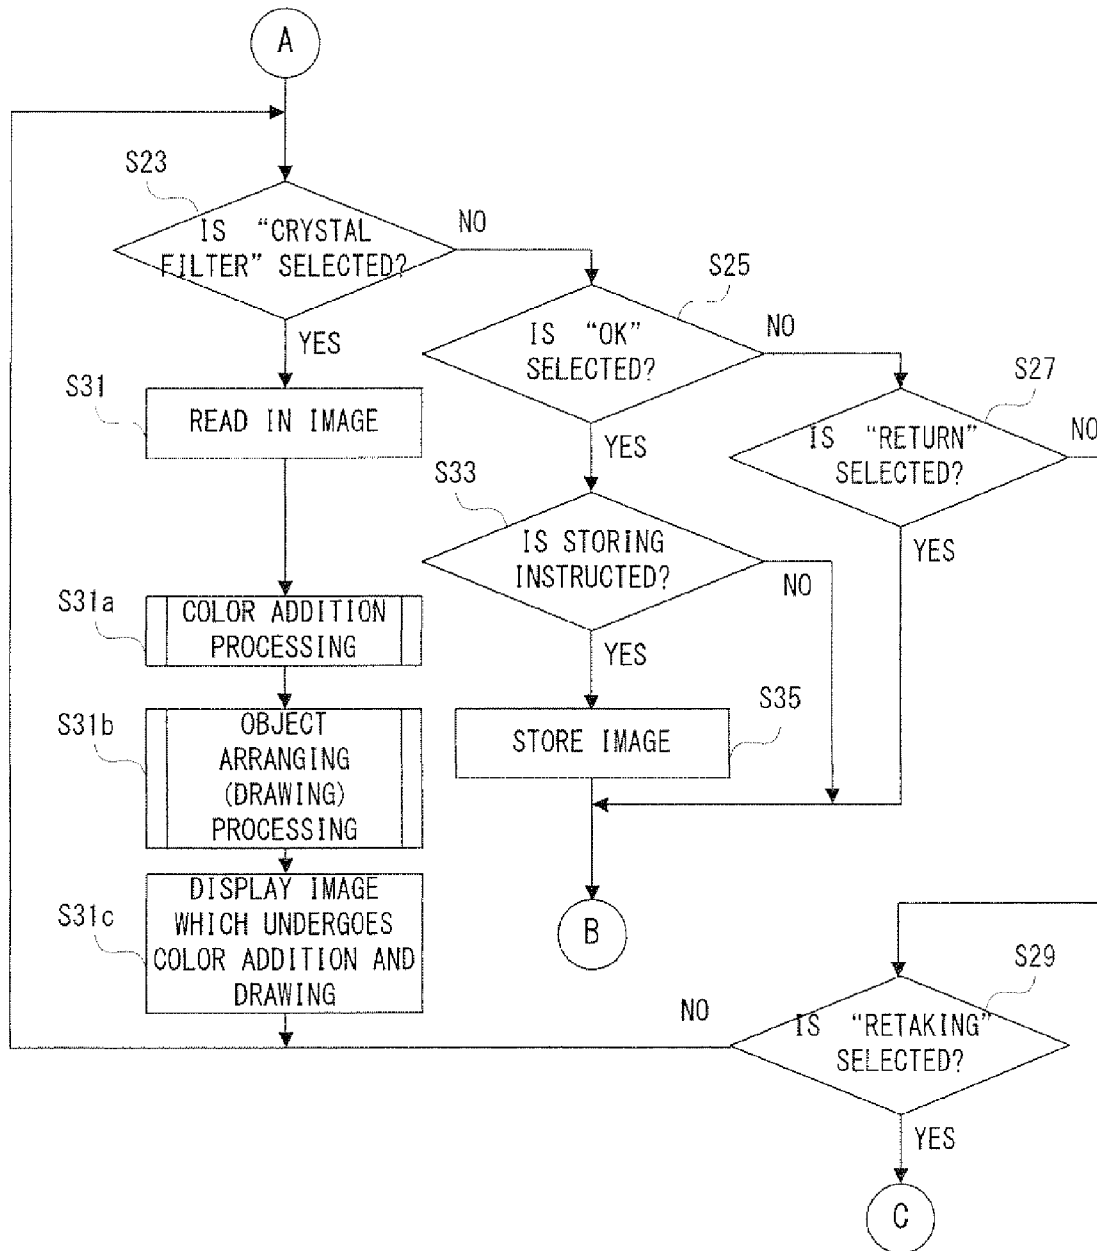 A
S23
IS “CRYSTAL
FILTER” SELECTED?
NO
YES
S25
IS “OK”
SELECTED?
NO
YES
S27
IS “RETURN”
SELECTED?
NO
YES
S31
READ IN IMAGE
S33
IS STORING
INSTRUCTED?
NO
YES
S31a
COLOR ADDITION
PROCESSING
S35
STORE IMAGE
S31b
OBJECT
ARRANGING
(DRAWING)
PROCESSING
S31c
DISPLAY IMAGE
WHICH UNDERGOES
COLOR ADDITION AND
DRAWING
B
S29
IS “RETAKING”
SELECTED?
NO
YES
C